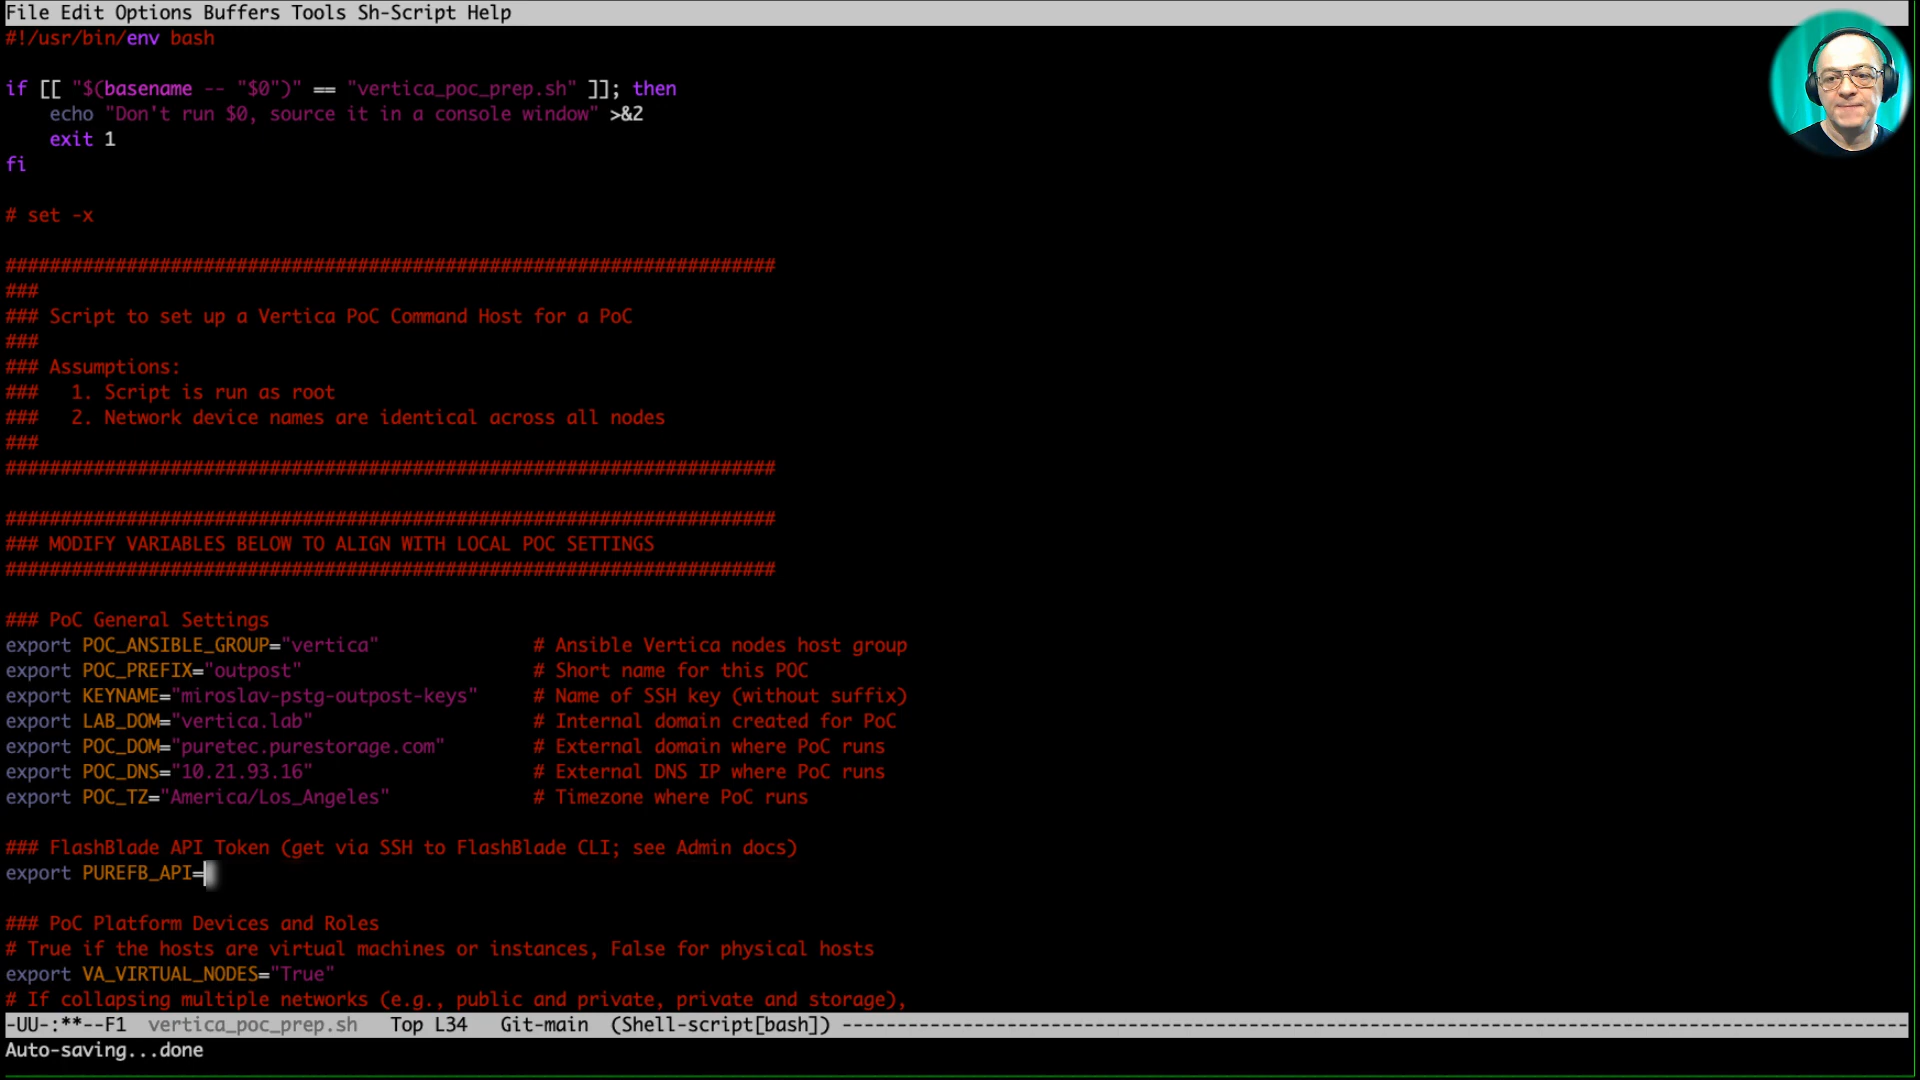 File Edit Options Buffers Tools Sh-Script Help
#!/usr/bin/env bash
if [[ "$(basename -- "$0")" == "vertica_poc_prep.sh" ]]; then
    echo "Don't run $0, source it in a console window" >&2
    exit 1
fi
# set -x
######################################################################
###
### Script to set up a Vertica PoC Command Host for a PoC
###
### Assumptions:
###   1. Script is run as root
###   2. Network device names are identical across all nodes
###
######################################################################
######################################################################
### MODIFY VARIABLES BELOW TO ALIGN WITH LOCAL POC SETTINGS
######################################################################
### PoC General Settings
export POC_ANSIBLE_GROUP="vertica"              # Ansible Vertica nodes host group
export POC_PREFIX="outpost"                     # Short name for this POC
export KEYNAME="miroslav-pstg-outpost-keys"     # Name of SSH key (without suffix)
export LAB_DOM="vertica.lab"                    # Internal domain created for PoC
export POC_DOM="puretec.purestorage.com"        # External domain where PoC runs
export POC_DNS="10.21.93.16"                    # External DNS IP where PoC runs
export POC_TZ="America/Los_Angeles"             # Timezone where PoC runs
### FlashBlade API Token (get via SSH to FlashBlade CLI; see Admin docs)
export PUREFB_API=
### PoC Platform Devices and Roles
# True if the hosts are virtual machines or instances, False for physical hosts
export VA_VIRTUAL_NODES="True"
# If collapsing multiple networks (e.g., public and private, private and storage),
-UU-:**--F1  vertica_poc_prep.sh   Top L34   Git-main  (Shell-script[bash]) ----------------------------------------------------------------------------------------------------
Auto-saving...done